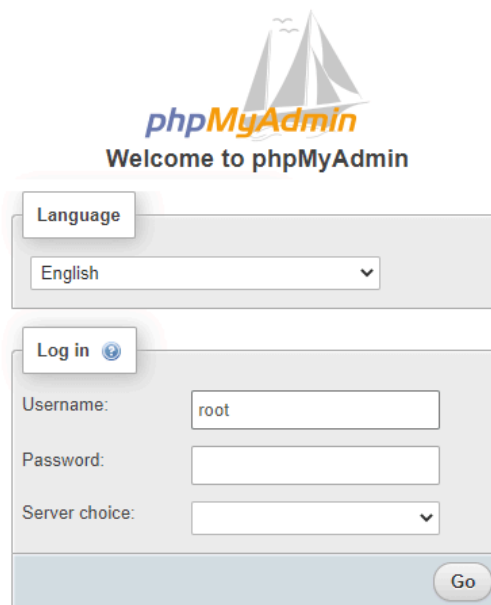 phpMyAdmin
Welcome to phpMyAdmin
Language
English
Log in
Username:
root
Password:
Server choice:
Go